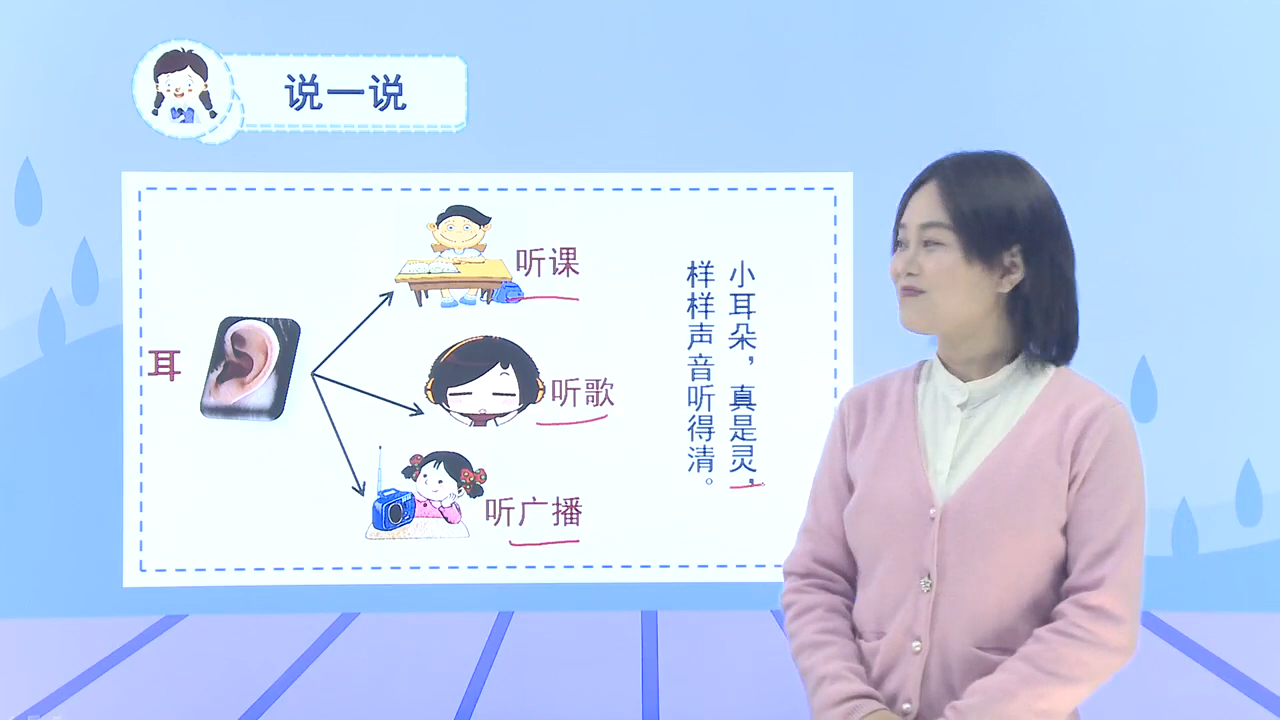 说一说
耳
听课
听歌
听广播
小耳朵，真是灵，
样样声音听得清。